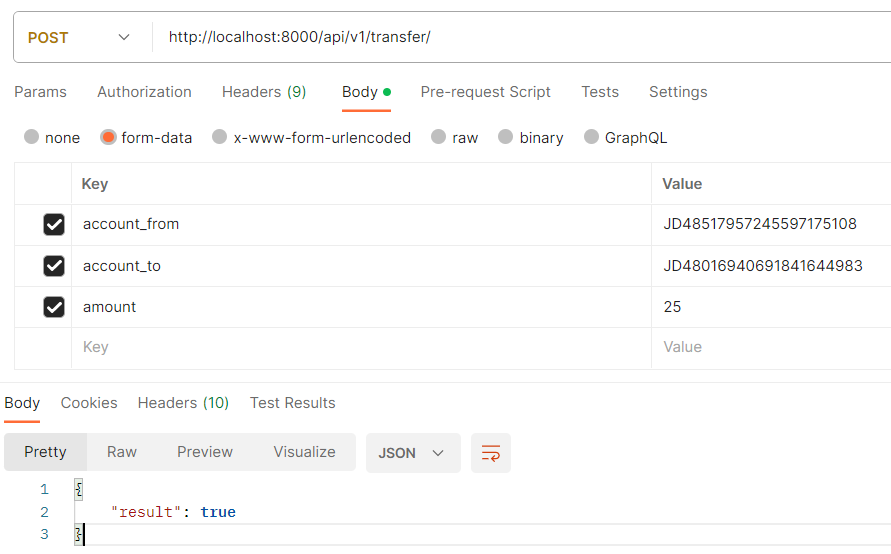 POST http://localhost:8000/api/v1/transfer/
Params Authorization Headers (9) Body Pre-request Script Tests Settings
none form-data x-www-form-urlencoded raw binary GraphQL
Key Value
account_from JD48517957245597175108
account_to JD48016940691841644983
amount 25
Key Value
Body Cookies Headers (10) Test Results
Pretty Raw Preview Visualize JSON
1 {
2 "result": true
3 }